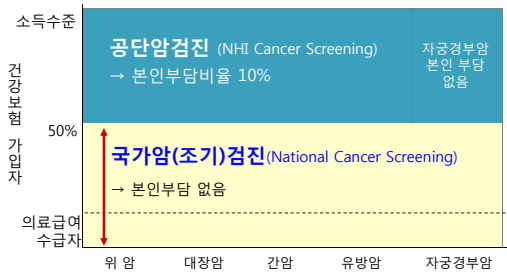 소득수준
공단암검진 (NHI Cancer Screening)
→ 본인부담비율 10%
자궁경부암
본인 부담
없음
건강보험 가입자
50%
국가암(조기)검진(National Cancer Screening)
→ 본인부담 없음
의료급여
수급자
위 암 대장암 간암 유방암 자궁경부암